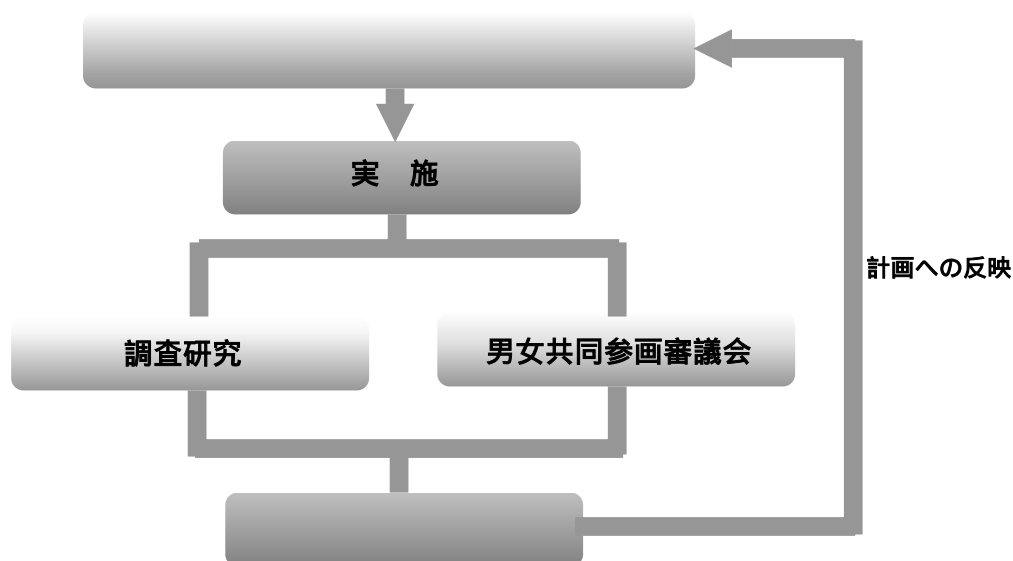 実　施
計画への反映
調査研究
男女共同参画審議会